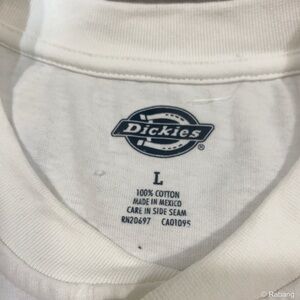 Dickies ®
L
100% COTTON
MADE IN MEXICO
CARE IN SIDE SEAM
RN20697 CA01095
© Rabang